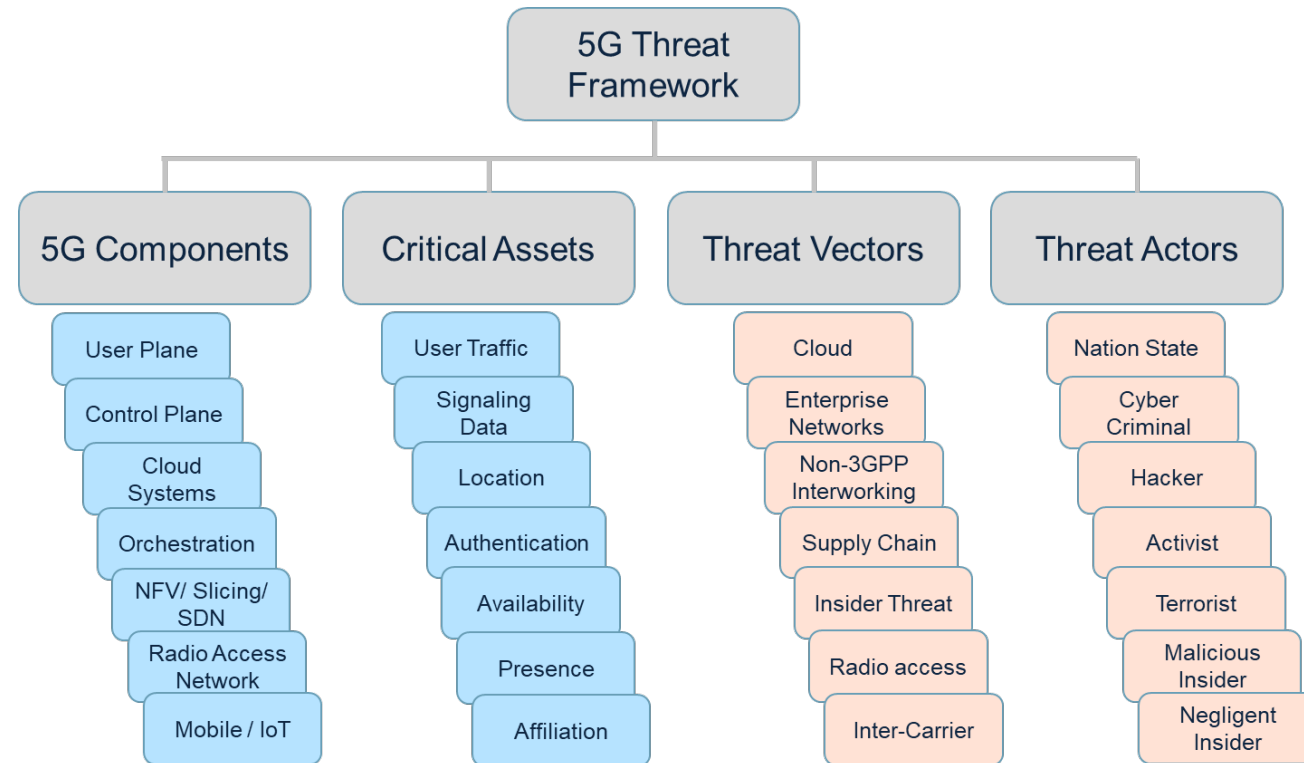 5G Threat
Framework
5G Components
Critical Assets
Threat Vectors
Threat Actors
User Plane
Control Plane
Cloud
Systems
Orchestration
NFV/ Slicing/
SDN
Radio Access
Network
Mobile / IoT
User Traffic
Signaling
Data
Location
Authentication
Availability
Presence
Affiliation
Cloud
Enterprise
Networks
Non-3GPP
Interworking
Supply Chain
Insider Threat
Radio access
Inter-Carrier
Nation State
Cyber
Criminal
Hacker
Activist
Terrorist
Malicious
Insider
Negligent
Insider